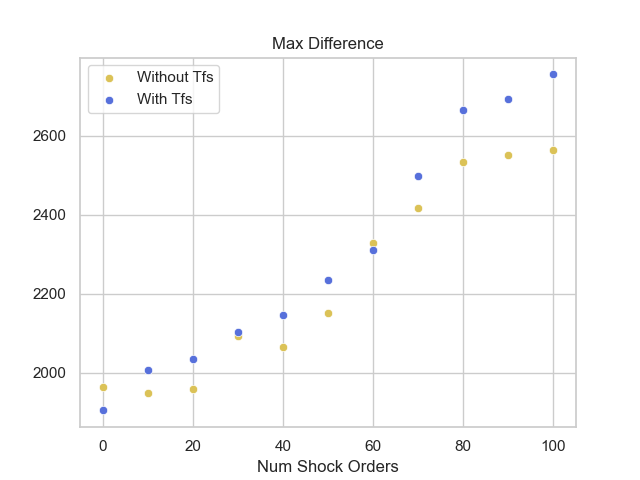 Max Difference
Without Tfs
With Tfs
2600
2400
2200
2000
0 20 40 60 80 100
Num Shock Orders